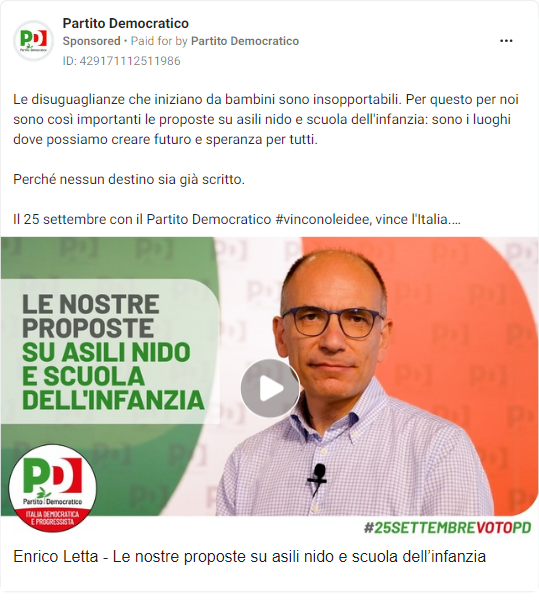 Partito Democratico
Sponsored • Paid for by Partito Democratico
ID: 429171112511986
Le disuguaglianze che iniziano da bambini sono insopportabili. Per questo per noi
sono così importanti le proposte su asili nido e scuola dell'infanzia: sono i luoghi
dove possiamo creare futuro e speranza per tutti.
Perché nessun destino sia già scritto.
Il 25 settembre con il Partito Democratico #vinconoleidee, vince l'Italia....
LE NOSTRE
PROPOSTE
SU ASILI NIDO
E SCUOLA
DELL'INFANZIA
PD
Partito Democratico
ITALIA DEMOCRATICA
E PROGRESSISTA
#25SETTEMBREVOTOPD
Enrico Letta - Le nostre proposte su asili nido e scuola dell’infanzia